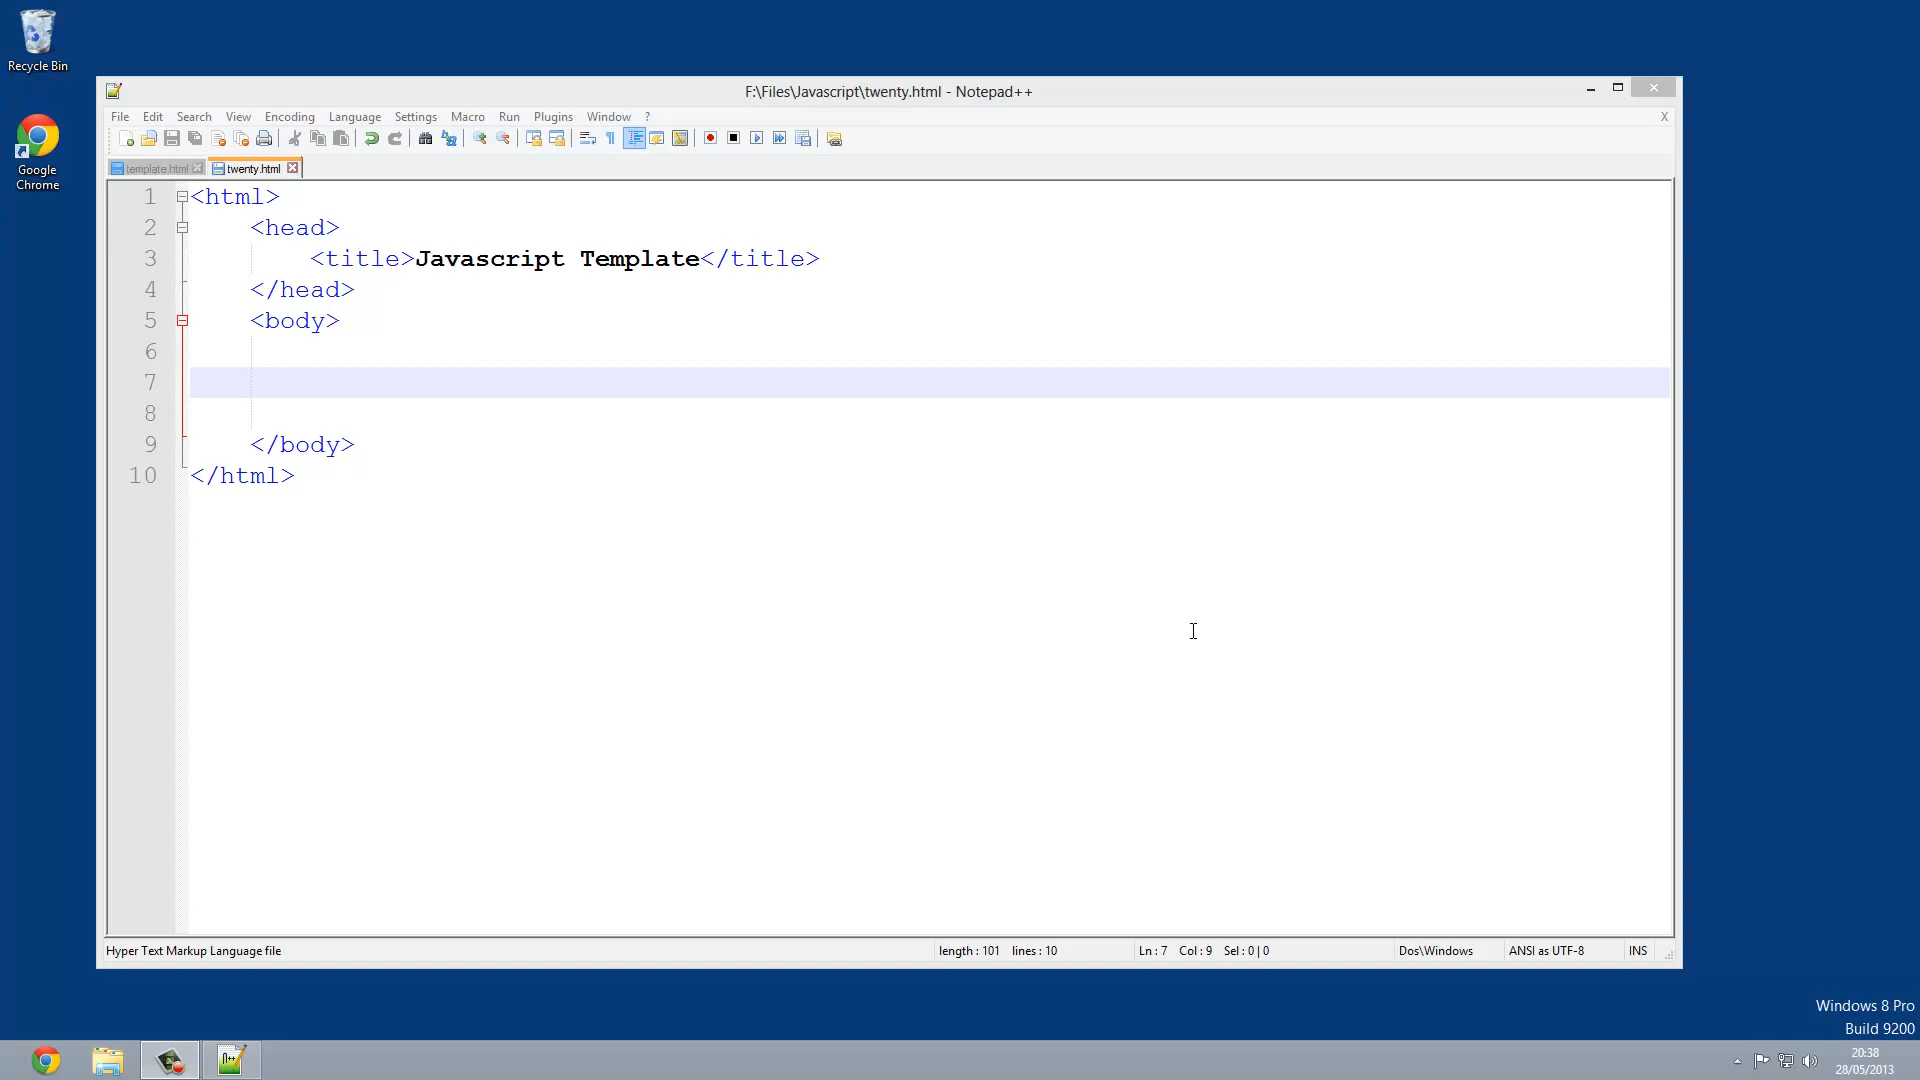 Recycle Bin
Google
Chrome
F:\Files\Javascript\twenty.html - Notepad++
File Edit Search View Encoding Language Settings Macro Run Plugins Window ? X
template.html twenty.html
1 <html>
2 <head>
3 <title>Javascript Template</title>
4 </head>
5 <body>
6
7
8
9 </body>
10 </html>
Hyper Text Markup Language file length : 101 lines : 10 Ln : 7 Col : 9 Sel : 0 | 0 Dos\Windows ANSI as UTF-8 INS
Windows 8 Pro
Build 9200
20:38
28/05/2013